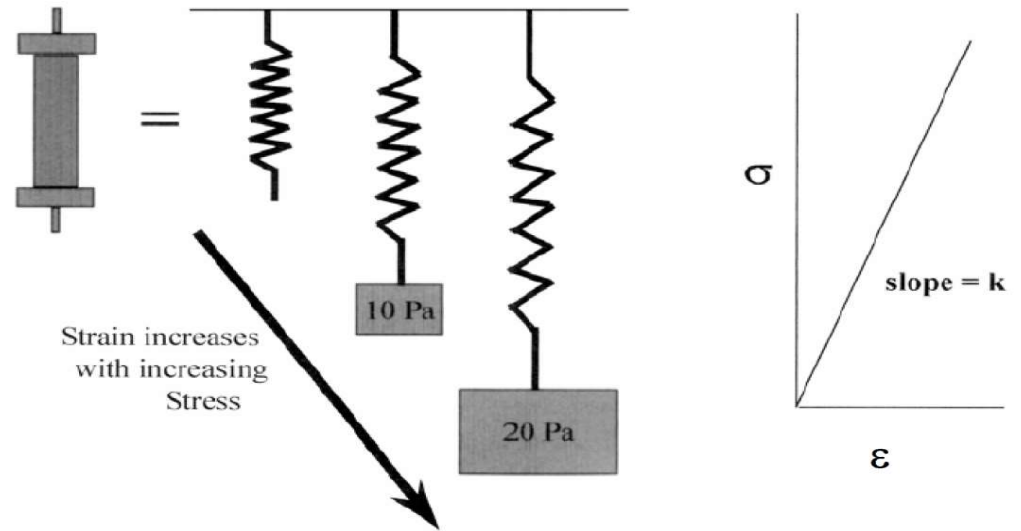 =
10 Pa
Strain increases
with increasing
Stress
20 Pa
σ
slope = k
ε